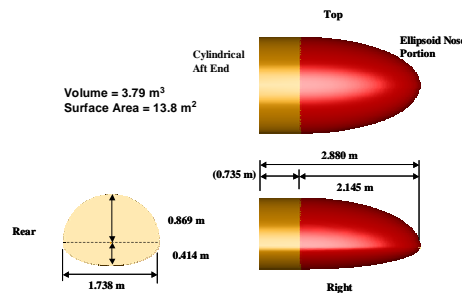 Top
Ellipsoid Nose
Portion
Cylindrical
Aft End
Volume = 3.79 m³
Surface Area = 13.8 m²
2.880 m
(0.735 m)
2.145 m
0.869 m
Rear
0.414 m
1.738 m
Right